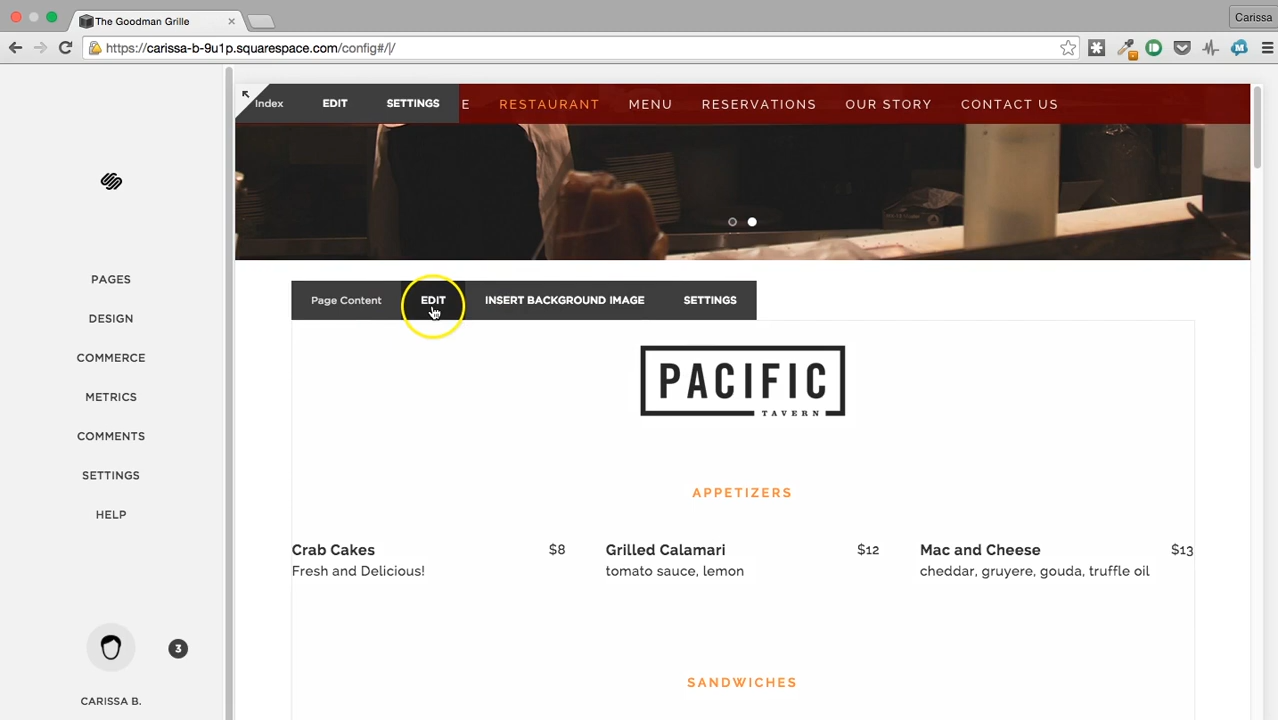 The Goodman Grille
Carissa
https://carissa-b-9u1p.squarespace.com/config#/|/
Index EDIT SETTINGS E RESTAURANT MENU RESERVATIONS OUR STORY CONTACT US
PAGES
DESIGN
COMMERCE
METRICS
COMMENTS
SETTINGS
HELP
3
CARISSA B.
Page Content EDIT INSERT BACKGROUND IMAGE SETTINGS
PACIFIC
TAVERN
APPETIZERS
Crab Cakes $8
Fresh and Delicious!
Grilled Calamari $12
tomato sauce, lemon
Mac and Cheese $13
cheddar, gruyere, gouda, truffle oil
SANDWICHES